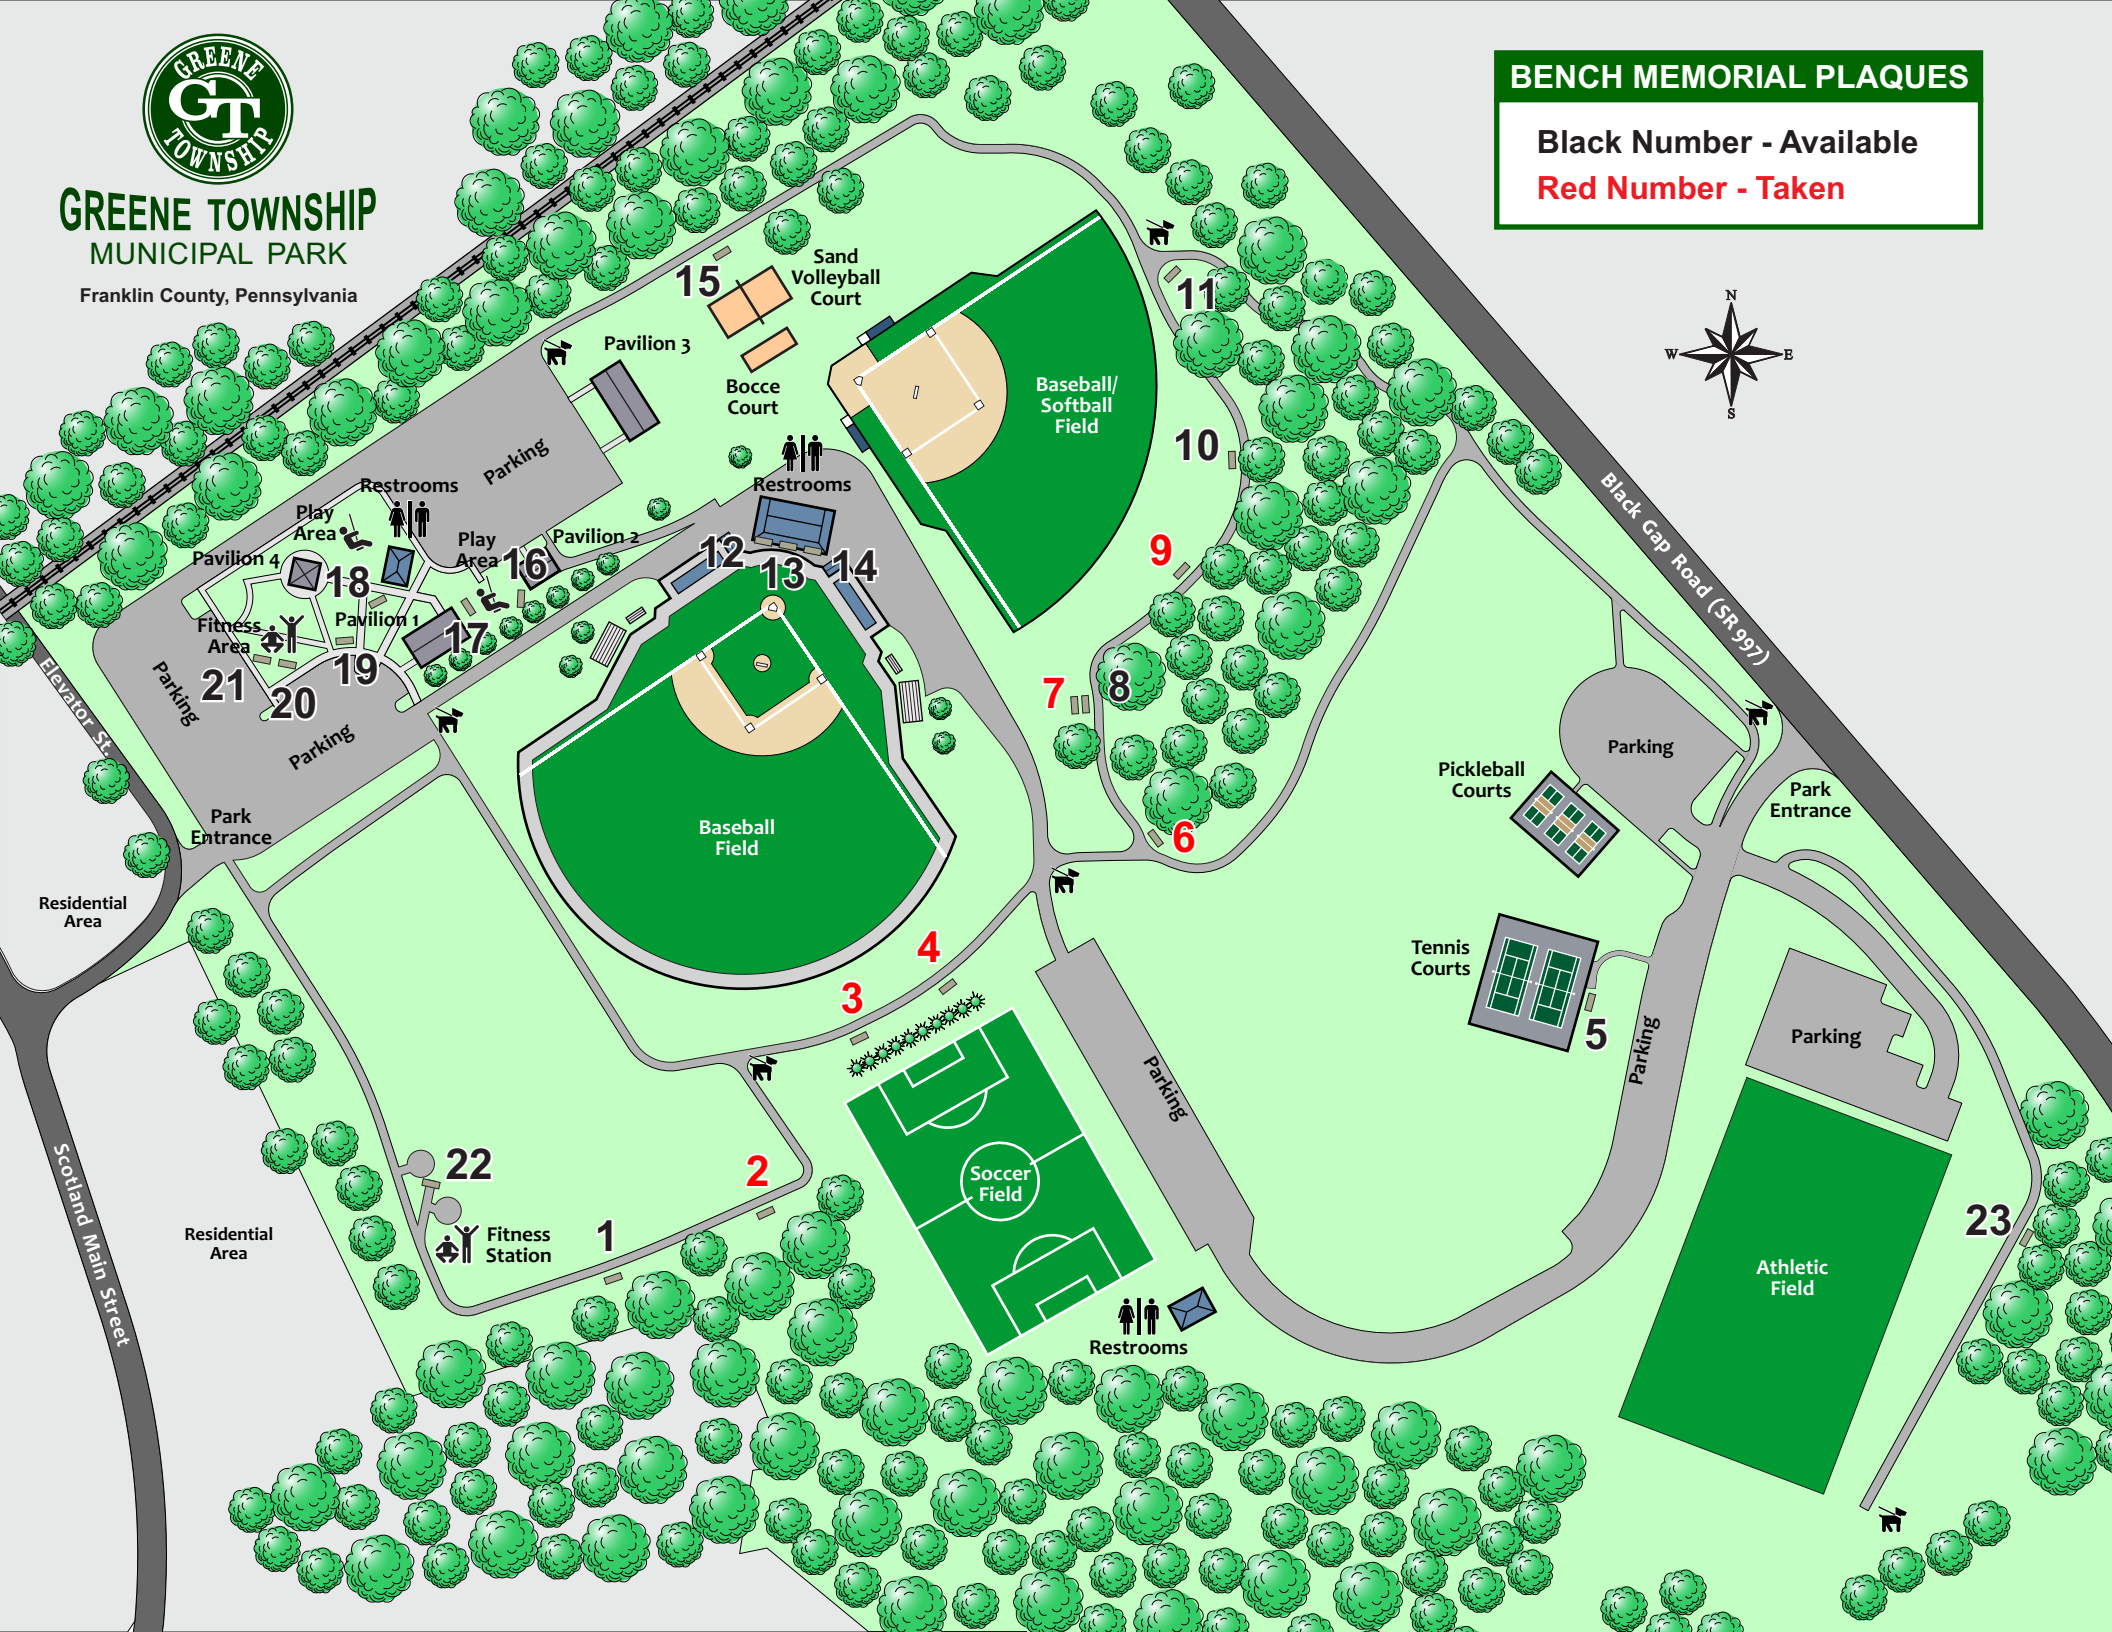 GREENE
GT
TOWNSHIP
GREENE TOWNSHIP
MUNICIPAL PARK
Franklin County, Pennsylvania
BENCH MEMORIAL PLAQUES
Black Number - Available
Red Number - Taken
N
W
E
S
15
Sand
Volleyball
Court
11
Pavilion 3
Bocce
Court
Baseball/
Softball
Field
10
Parking
Restrooms
Restrooms
Play
Area
Play
Area
Pavilion 2
Pavilion 4
16
12
13
14
9
18
Pavilion 1
Fitness
Area
17
19
21
20
Parking
Parking
7
8
Black Gap Road (SR 997)
Elevator St.
Parking
Pickleball
Courts
Park
Entrance
Park
Entrance
Baseball
Field
6
Residential
Area
4
3
Tennis
Courts
5
Parking
Parking
Parking
Scotland Main Street
22
2
Soccer
Field
1
Fitness
Station
Residential
Area
23
Athletic
Field
Restrooms